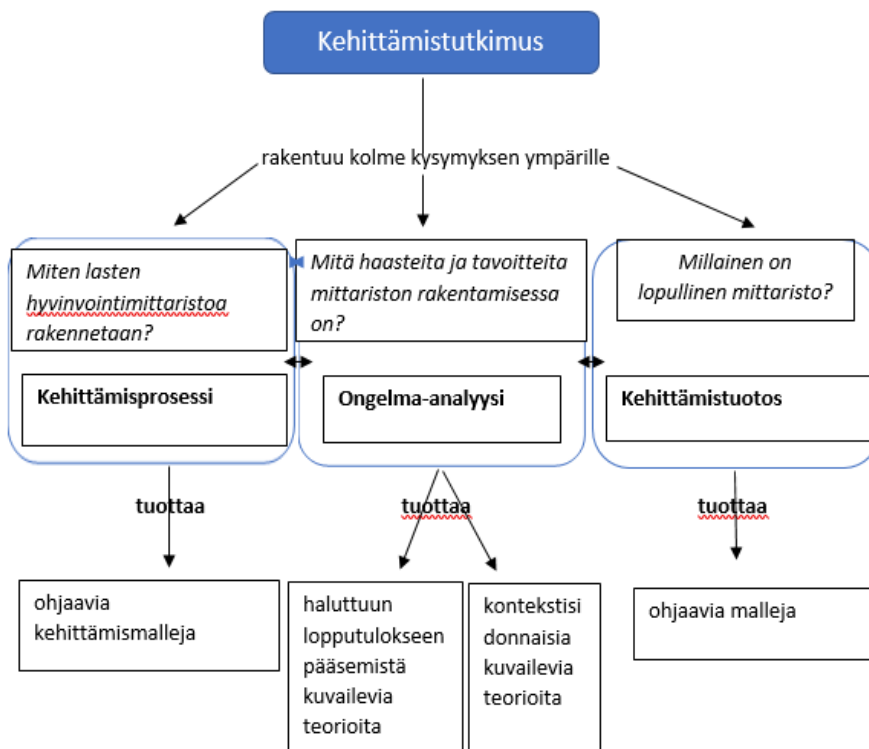 Kehittämistutkimus
rakentuu kolme kysymyksen ympärille
Miten lasten
hyvinvointimittaristoa
rakennetaan?
Mitä haasteita ja tavoitteita
mittariston rakentamisessa
on?
Millainen on
lopullinen mittaristo?
Kehittämisprosessi
Ongelma-analyysi
Kehittämistuotos
tuottaa
tuottaa
tuottaa
ohjaavia
kehittämismalleja
haluttuun
lopputulokseen
pääsemistä
kuvailevia
teorioita
kontekstisi
donnaisia
kuvailevia
teorioita
ohjaavia malleja